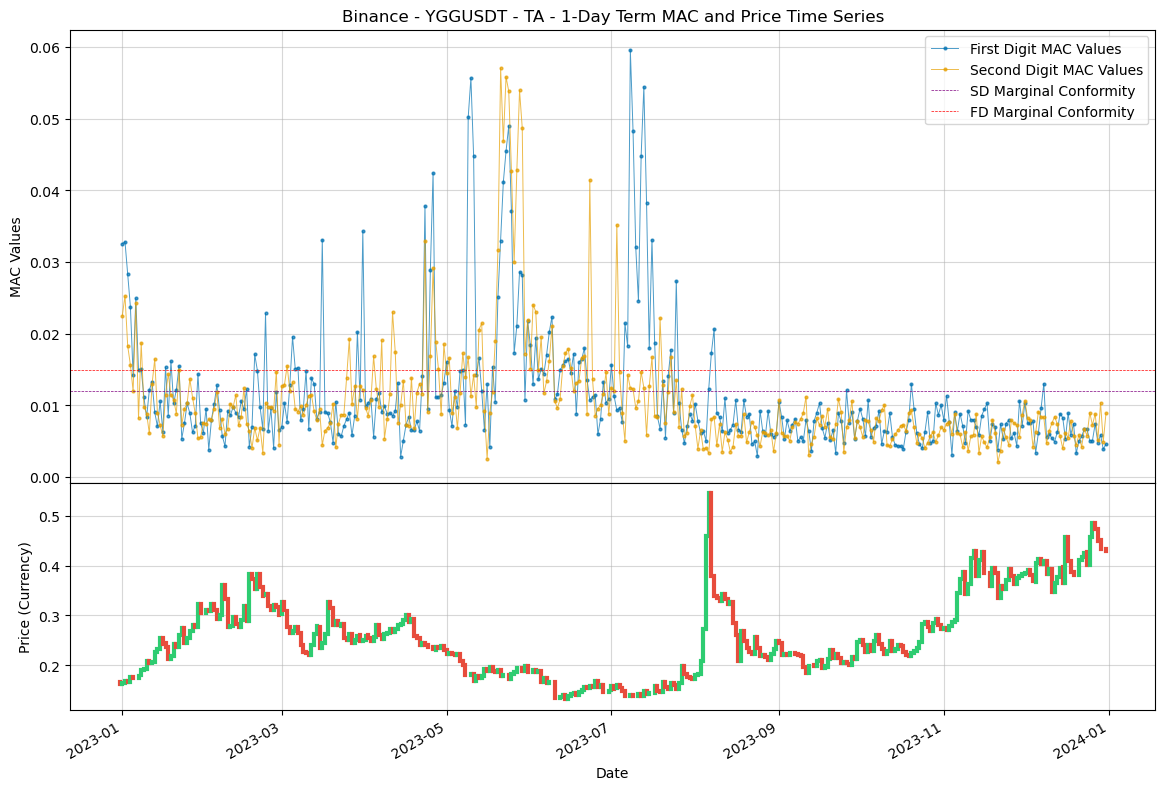 Binance - YGGUSDT - TA - 1-Day Term MAC and Price Time Series
First Digit MAC Values
Second Digit MAC Values
SD Marginal Conformity
FD Marginal Conformity
MAC Values
0.06
0.05
0.04
0.03
0.02
0.01
0.00
Price (Currency)
0.5
0.4
0.3
0.2
2023-01
2023-03
2023-05
2023-07
2023-09
2023-11
2024-01
Date